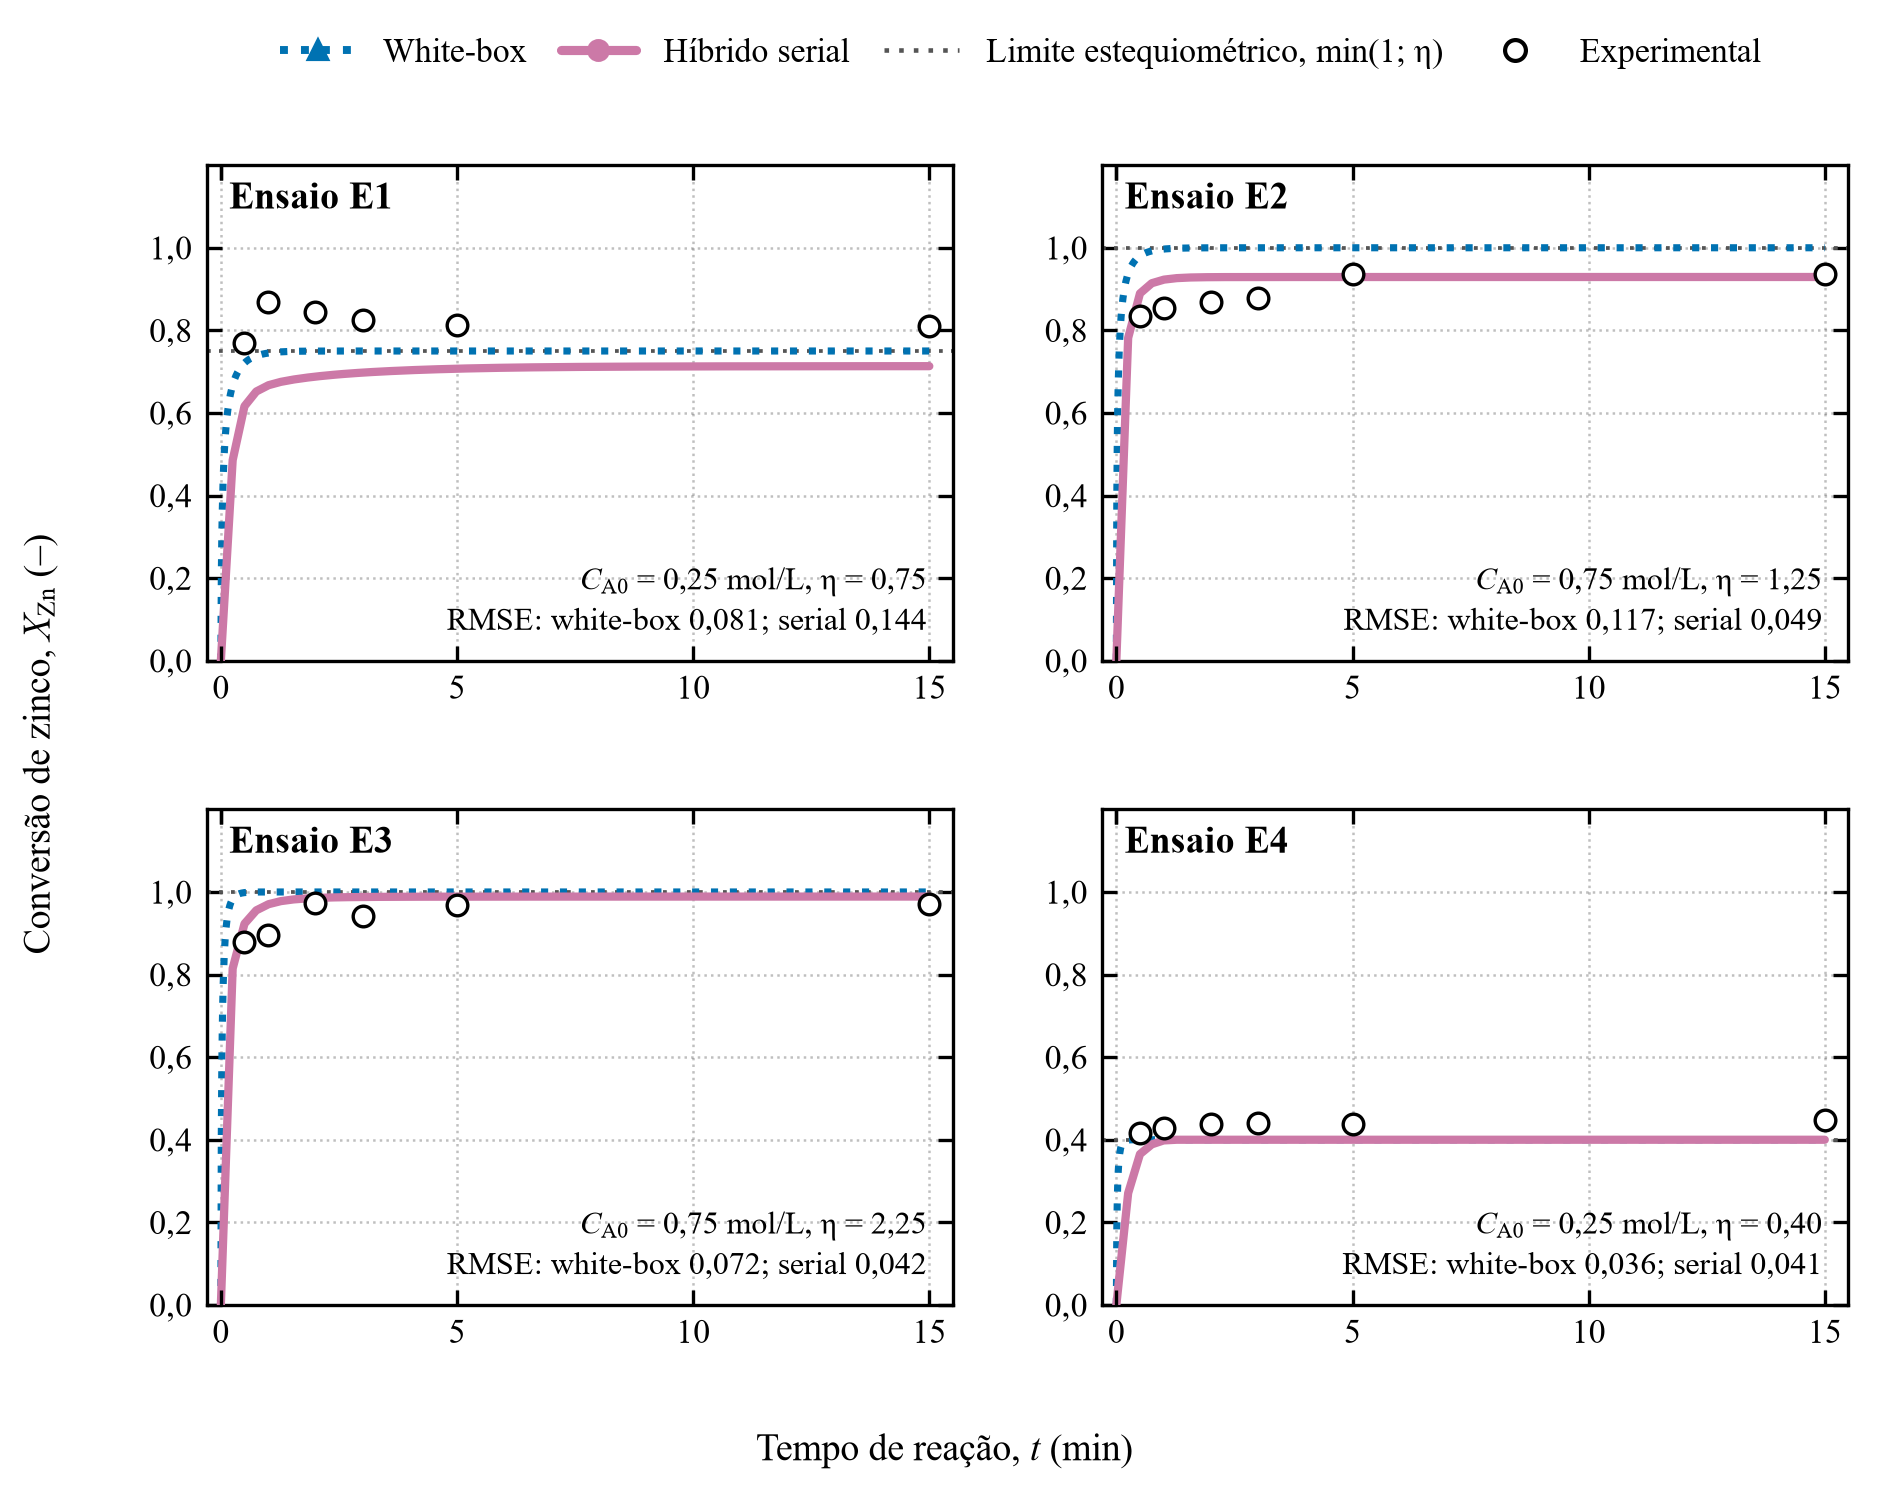 White-box Híbrido serial Limite estequiométrico, min(1; η) Experimental
Conversão de zinco, X_Zn (−)
Ensaio E1
1,0
0,8
0,6
0,4
0,2
0,0
C_A0 = 0,25 mol/L, η = 0,75
RMSE: white-box 0,081; serial 0,144
0 5 10 15
Ensaio E2
1,0
0,8
0,6
0,4
0,2
0,0
C_A0 = 0,75 mol/L, η = 1,25
RMSE: white-box 0,117; serial 0,049
0 5 10 15
Ensaio E3
1,0
0,8
0,6
0,4
0,2
0,0
C_A0 = 0,75 mol/L, η = 2,25
RMSE: white-box 0,072; serial 0,042
0 5 10 15
Ensaio E4
1,0
0,8
0,6
0,4
0,2
0,0
C_A0 = 0,25 mol/L, η = 0,40
RMSE: white-box 0,036; serial 0,041
0 5 10 15
Tempo de reação, t (min)